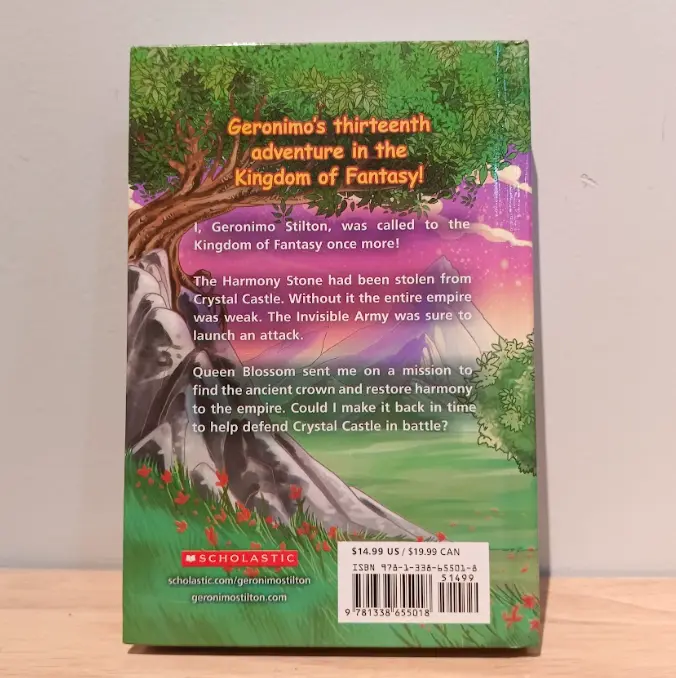 Geronimo's thirteenth
adventure in the
Kingdom of Fantasy!
I, Geronimo Stilton, was called to the
Kingdom of Fantasy once more!
The Harmony Stone had been stolen from
Crystal Castle. Without it the entire empire
was weak. The Invisible Army was sure to
launch an attack.
Queen Blossom sent me on a mission to
find the ancient crown and restore harmony
to the empire. Could I make it back in time
to help defend Crystal Castle in battle?
SCHOLASTIC
scholastic.com/geronimostilton
geronimostilton.com
$14.99 US / $19.99 CAN
ISBN 978-1-338-65501-8
51499
9 781338 655018